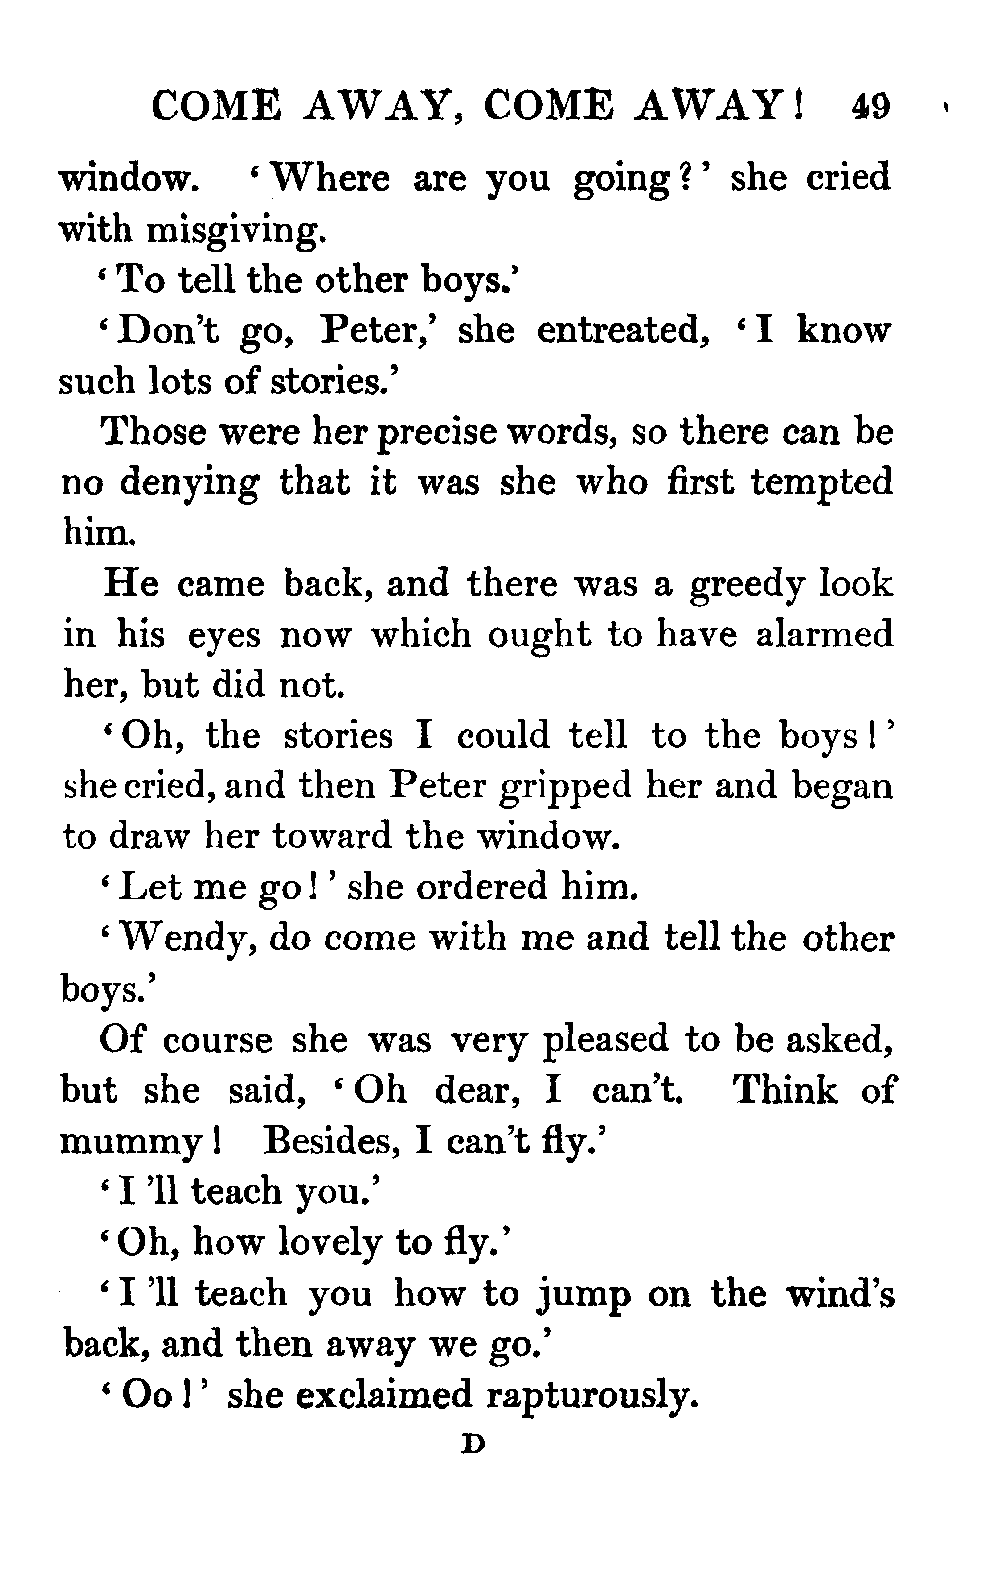 COME AWAY, COME AWAY! 49
window. ‘Where are you going?’ she cried
with misgiving.
‘To tell the other boys.’
‘Don’t go, Peter,’ she entreated, ‘I know
such lots of stories.’
Those were her precise words, so there can be
no denying that it was she who first tempted
him.
He came back, and there was a greedy look
in his eyes now which ought to have alarmed
her, but did not.
‘Oh, the stories I could tell to the boys!’
she cried, and then Peter gripped her and began
to draw her toward the window.
‘Let me go!’ she ordered him.
‘Wendy, do come with me and tell the other
boys.’
Of course she was very pleased to be asked,
but she said, ‘Oh dear, I can’t. Think of
mummy! Besides, I can’t fly.’
‘I ’ll teach you.’
‘Oh, how lovely to fly.’
‘I ’ll teach you how to jump on the wind’s
back, and then away we go.’
‘Oo!’ she exclaimed rapturously.
D